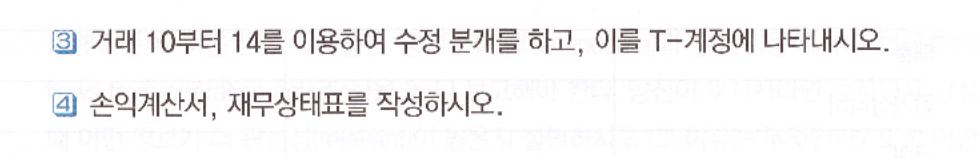 3 거래 10부터 14를 이용하여 수정 분개를 하고, 이를 T-계정에 나타내시오.
4 손익계산서, 재무상태표를 작성하시오.